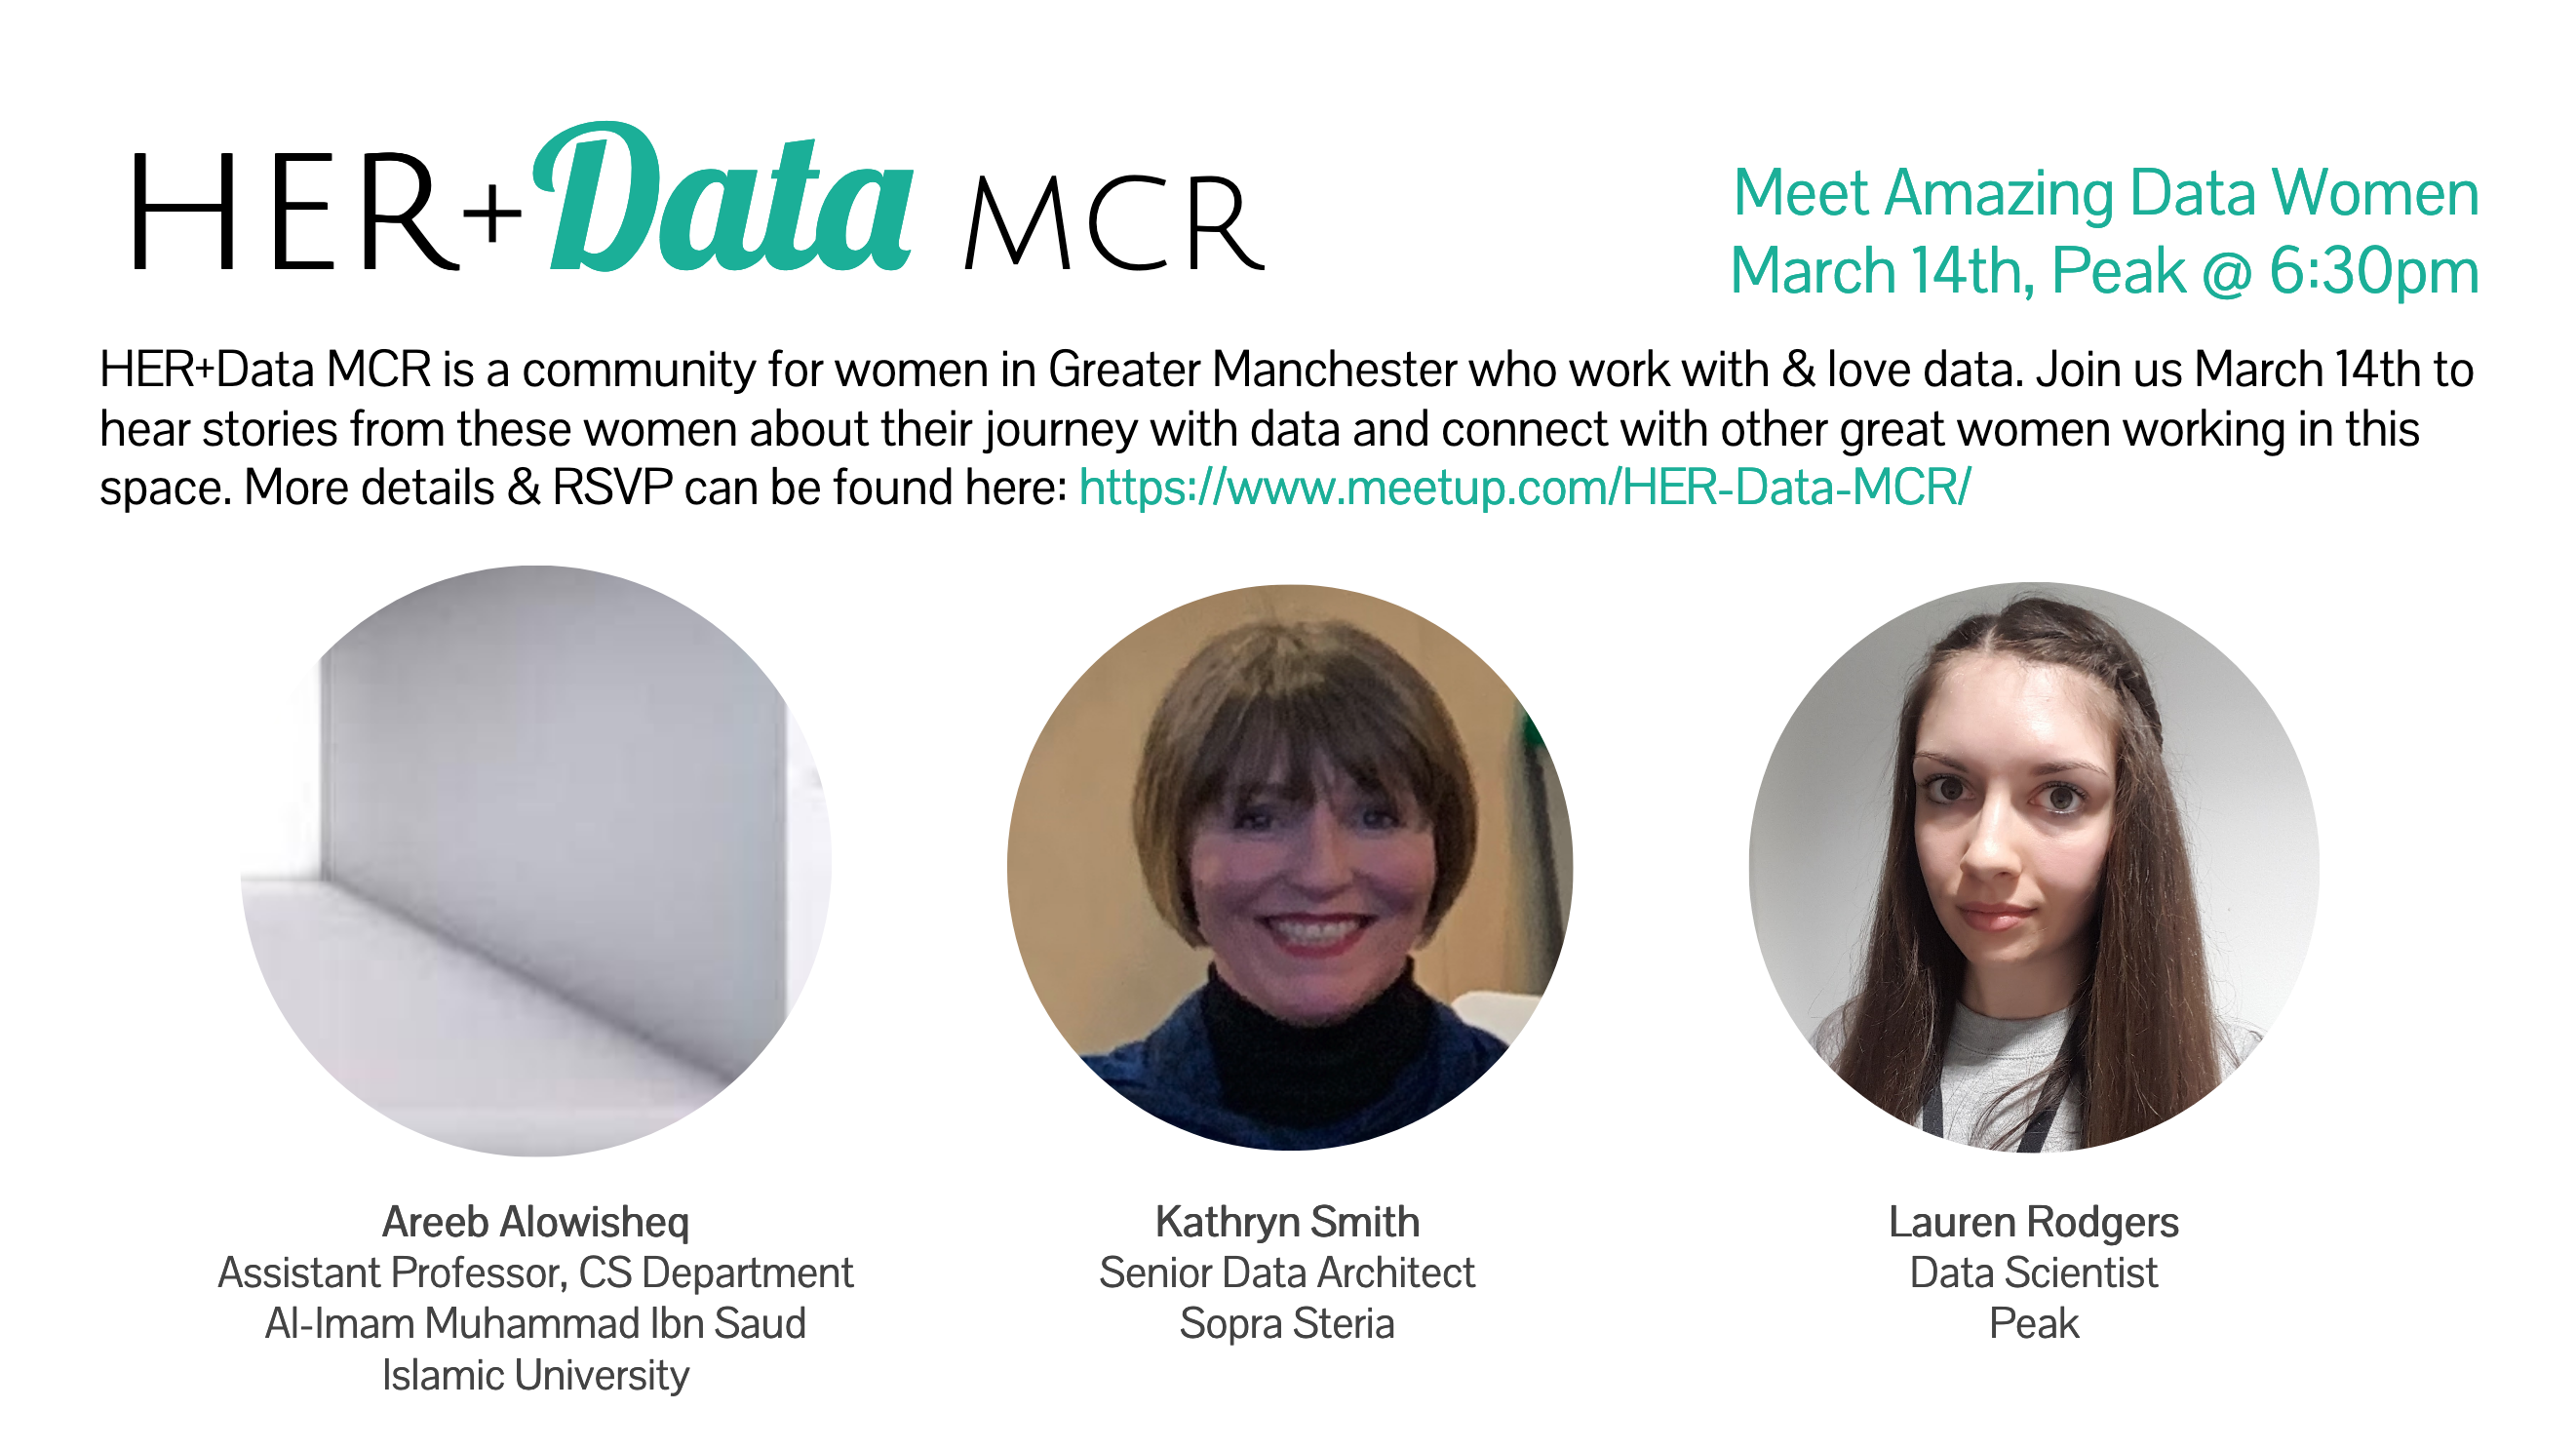 HER+Data MCR
Meet Amazing Data Women
March 14th, Peak @ 6:30pm
HER+Data MCR is a community for women in Greater Manchester who work with & love data. Join us March 14th to
hear stories from these women about their journey with data and connect with other great women working in this
space. More details & RSVP can be found here: https://www.meetup.com/HER-Data-MCR/
Areeb Alowisheq
Assistant Professor, CS Department
Al-Imam Muhammad Ibn Saud
Islamic University
Kathryn Smith
Senior Data Architect
Sopra Steria
Lauren Rodgers
Data Scientist
Peak